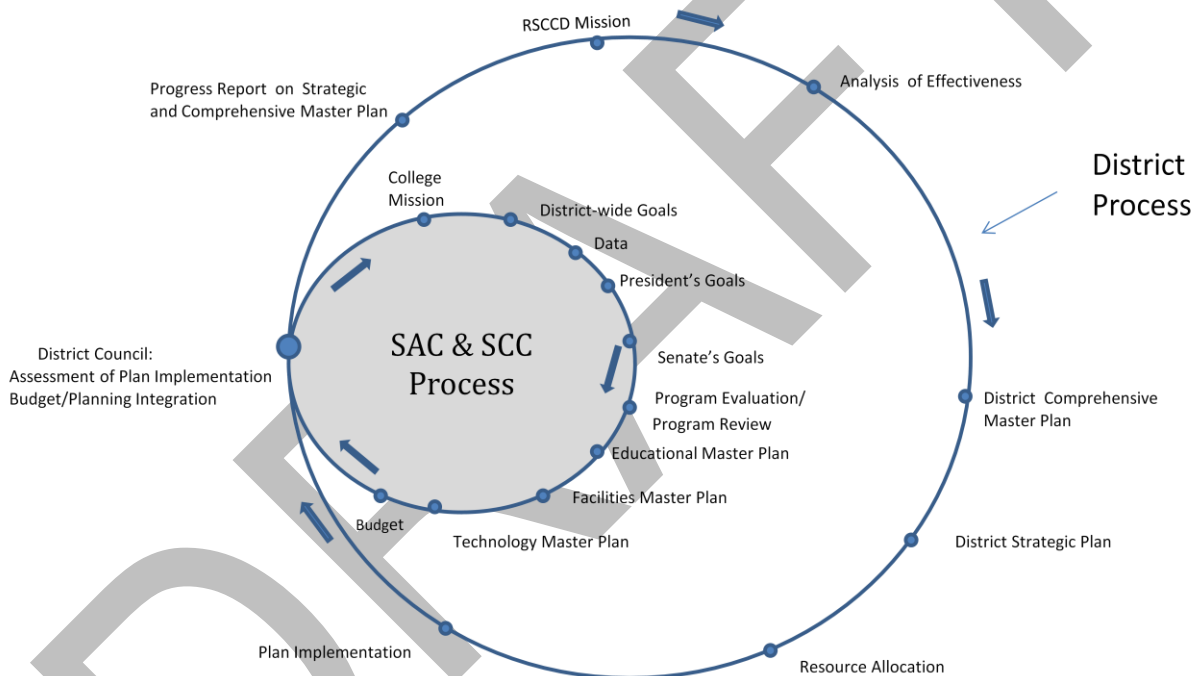 RSCCD Mission
Analysis of Effectiveness
Progress Report on Strategic
and Comprehensive Master Plan
District
Process
College
Mission
District-wide Goals
Data
President’s Goals
SAC & SCC
Process
Senate’s Goals
District Council:
Assessment of Plan Implementation
Budget/Planning Integration
Program Evaluation/
Program Review
District Comprehensive
Master Plan
Educational Master Plan
Facilities Master Plan
Budget
Technology Master Plan
District Strategic Plan
Plan Implementation
Resource Allocation
DRAFT